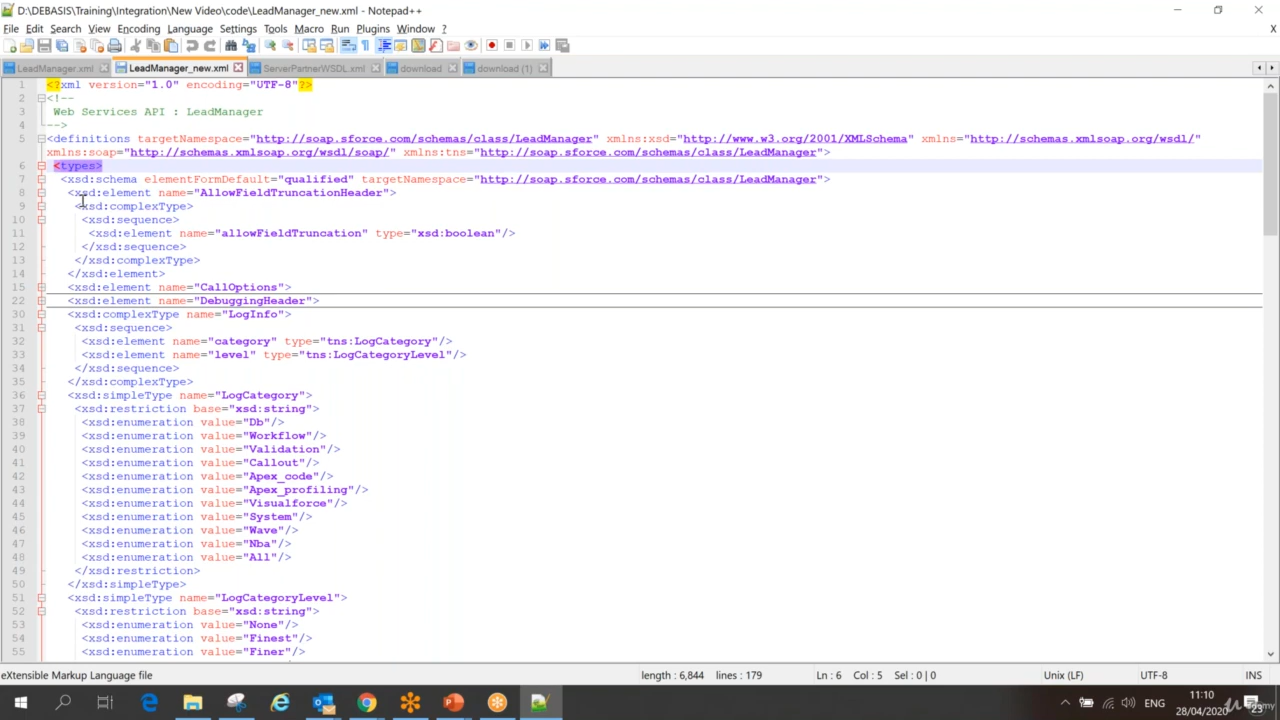 D:\DEBASIS\Training\Integration\New Video\code\LeadManager_new.xml - Notepad++
File Edit Search View Encoding Language Settings Tools Macro Run Plugins Window ? X
LeadManager.xml LeadManager_new.xml ServerPartnerWSDL.xml download download (1)
1 <?xml version="1.0" encoding="UTF-8"?>
2 <!--
3 Web Services API : LeadManager
4 -->
5 <definitions targetNamespace="http://soap.sforce.com/schemas/class/LeadManager" xmlns:xsd="http://www.w3.org/2001/XMLSchema" xmlns="http://schemas.xmlsoap.org/wsdl/"
xmlns:soap="http://schemas.xmlsoap.org/wsdl/soap/" xmlns:tns="http://soap.sforce.com/schemas/class/LeadManager">
6 <types>
7 <xsd:schema elementFormDefault="qualified" targetNamespace="http://soap.sforce.com/schemas/class/LeadManager">
8 <xsd:element name="AllowFieldTruncationHeader">
9 <xsd:complexType>
10 <xsd:sequence>
11 <xsd:element name="allowFieldTruncation" type="xsd:boolean"/>
12 </xsd:sequence>
13 </xsd:complexType>
14 </xsd:element>
15 <xsd:element name="CallOptions">
22 <xsd:element name="DebuggingHeader">
30 <xsd:complexType name="LogInfo">
31 <xsd:sequence>
32 <xsd:element name="category" type="tns:LogCategory"/>
33 <xsd:element name="level" type="tns:LogCategoryLevel"/>
34 </xsd:sequence>
35 </xsd:complexType>
36 <xsd:simpleType name="LogCategory">
37 <xsd:restriction base="xsd:string">
38 <xsd:enumeration value="Db"/>
39 <xsd:enumeration value="Workflow"/>
40 <xsd:enumeration value="Validation"/>
41 <xsd:enumeration value="Callout"/>
42 <xsd:enumeration value="Apex_code"/>
43 <xsd:enumeration value="Apex_profiling"/>
44 <xsd:enumeration value="Visualforce"/>
45 <xsd:enumeration value="System"/>
46 <xsd:enumeration value="Wave"/>
47 <xsd:enumeration value="Nba"/>
48 <xsd:enumeration value="All"/>
49 </xsd:restriction>
50 </xsd:simpleType>
51 <xsd:simpleType name="LogCategoryLevel">
52 <xsd:restriction base="xsd:string">
53 <xsd:enumeration value="None"/>
54 <xsd:enumeration value="Finest"/>
55 <xsd:enumeration value="Finer"/>
eXtensible Markup Language file length : 6,844 lines : 179 Ln : 6 Col : 5 Sel : 0 | 0 Unix (LF) UTF-8 INS
ENG 11:10
28/04/2020 23